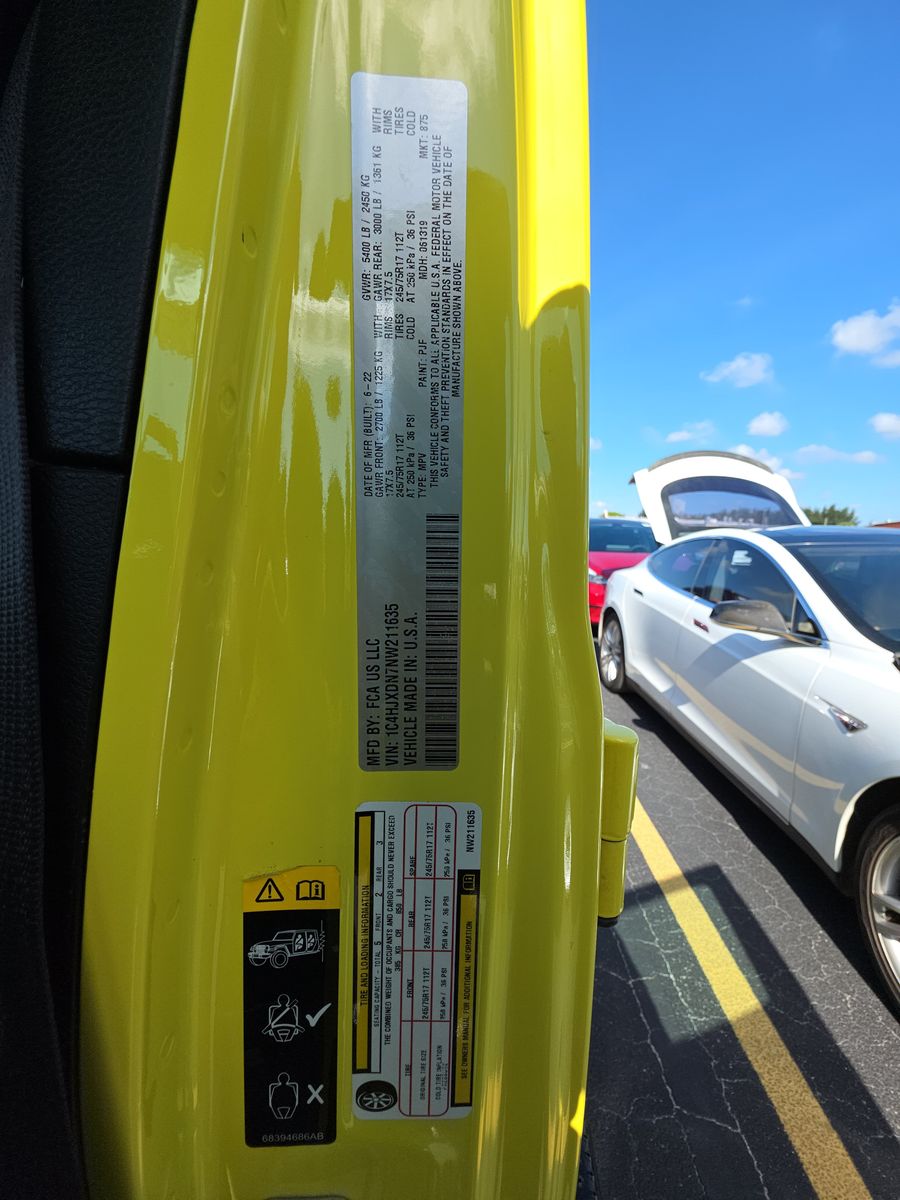 MFD BY: FCA US LLC
VIN: 1C4HJXDN7NW211635
VEHICLE MADE IN: U.S.A.
DATE OF MFR (BUILT): 6-22 GVWR: 5400 LB / 2450 KG
GAWR FRONT: 2700 LB / 1225 KG WITH GAWR REAR: 3000 LB / 1361 KG WITH
17X7.5 RIMS 17X7.5 RIMS
245/75R17 112T TIRES 245/75R17 112T TIRES
AT 250 kPa / 36 PSI COLD AT 250 kPa / 36 PSI COLD
TYPE: MPV PAINT: PJF MDH: 061319 MKT: 875
THIS VEHICLE CONFORMS TO ALL APPLICABLE U.S.A. FEDERAL MOTOR VEHICLE
SAFETY AND THEFT PREVENTION STANDARDS IN EFFECT ON THE DATE OF
MANUFACTURE SHOWN ABOVE.
TIRE AND LOADING INFORMATION
SEATING CAPACITY - TOTAL 5 FRONT 2 REAR 3
THE COMBINED WEIGHT OF OCCUPANTS AND CARGO SHOULD NEVER EXCEED
385 KG OR 850 LB
TIRE FRONT REAR SPARE
ORIGINAL TIRE SIZE 245/75R17 112T 245/75R17 112T 245/75R17 112T
COLD TIRE INFLATION PRESSURE 250 kPa / 36 PSI 250 kPa / 36 PSI 250 kPa / 36 PSI
SEE OWNERS MANUAL FOR ADDITIONAL INFORMATION
NW211635
68394686AB